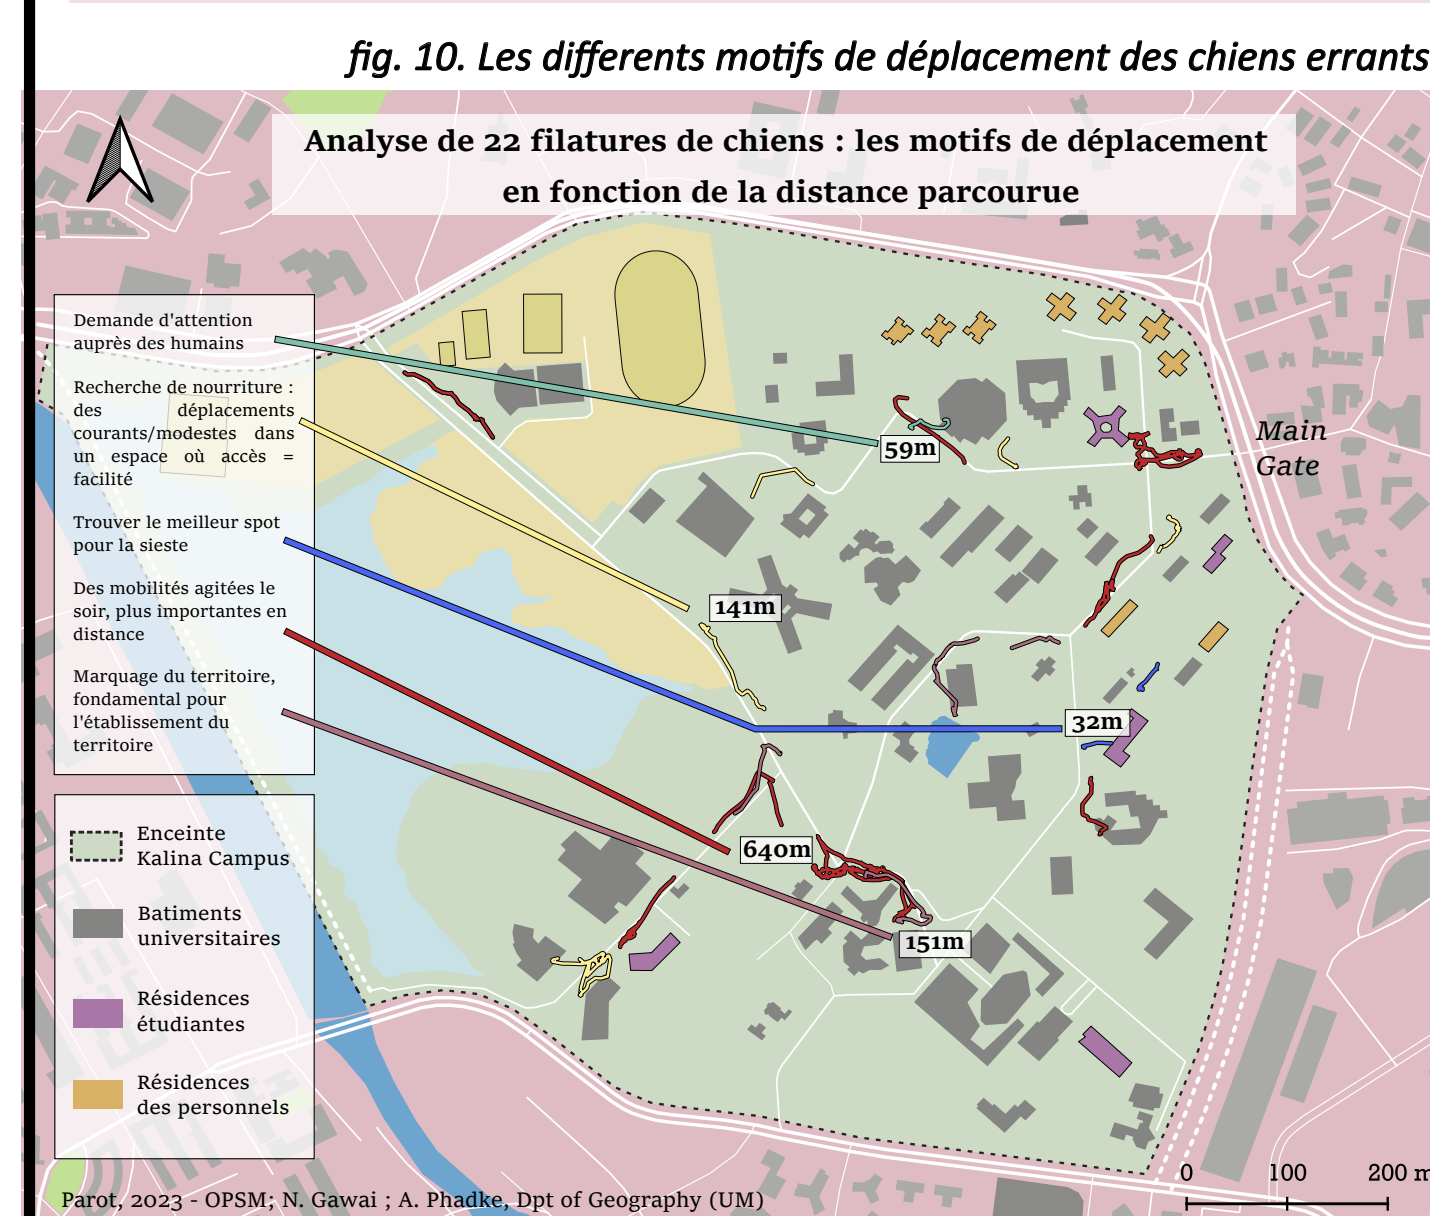 fig. 10. Les differents motifs de déplacement des chiens errants
Analyse de 22 filatures de chiens : les motifs de déplacement
en fonction de la distance parcourue
Demande d'attention
auprès des humains
Recherche de nourriture :
des déplacements
courants/modestes dans
un espace où accès =
facilité
Trouver le meilleur spot
pour la sieste
Des mobilités agitées le
soir, plus importantes en
distance
Marquage du territoire,
fondamental pour
l'établissement du
territoire
59m
Main
Gate
141m
32m
640m
151m
Enceinte
Kalina Campus
Batiments
universitaires
Résidences
étudiantes
Résidences
des personnels
0 100 200 m
Parot, 2023 - OPSM; N. Gawai ; A. Phadke, Dpt of Geography (UM)